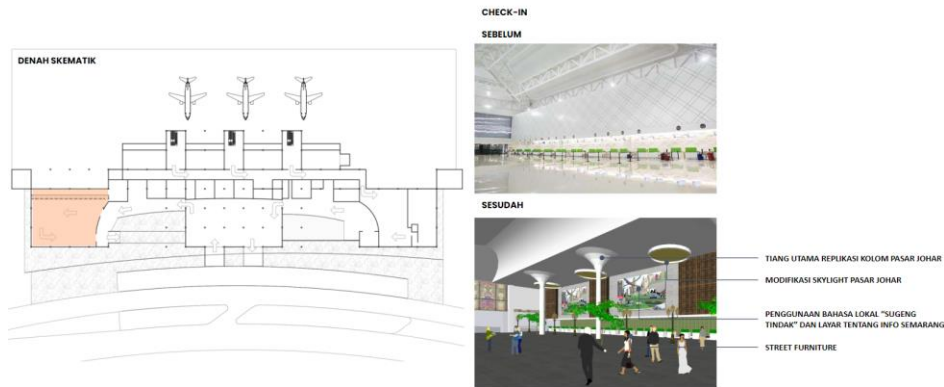 DENAH SKEMATIK
CHECK-IN
SEBELUM
SESUDAH
TIANG UTAMA REPLIKASI KOLOM PASAR JOHAR
MODIFIKASI SKYLIGHT PASAR JOHAR
PENGGUNAAN BAHASA LOKAL "SUGENG
TINDAK" DAN LAYAR TENTANG INFO SEMARANG
STREET FURNITURE